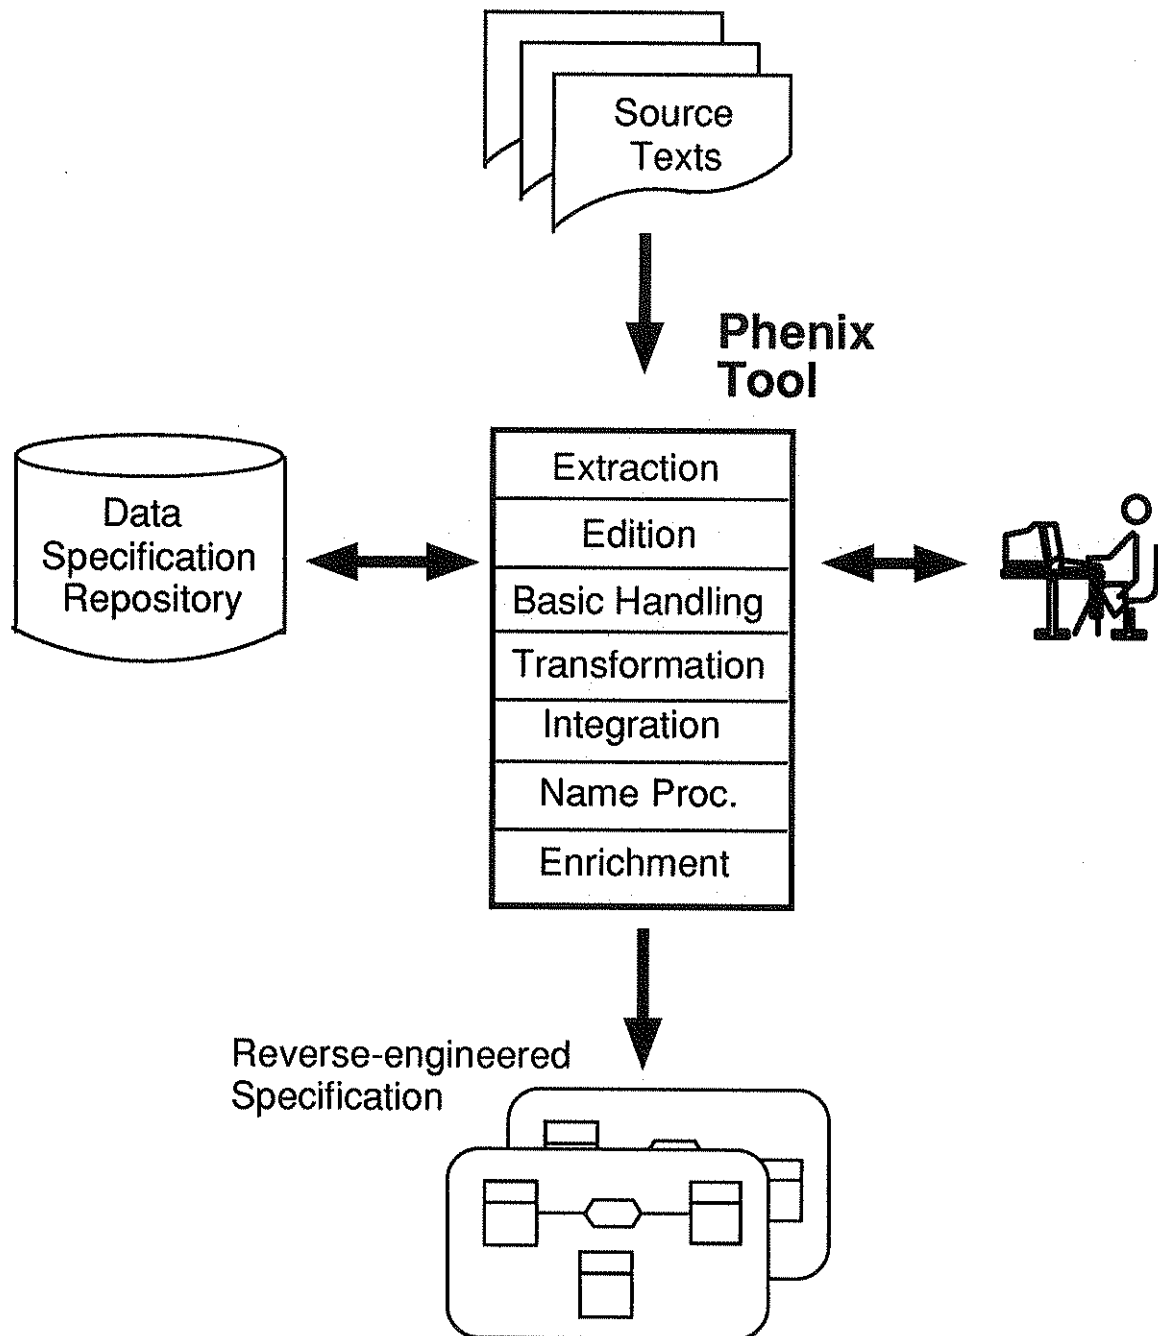 Source
Texts
Phenix
Tool
Data
Specification
Repository
Extraction
Edition
Basic Handling
Transformation
Integration
Name Proc.
Enrichment
Reverse-engineered
Specification